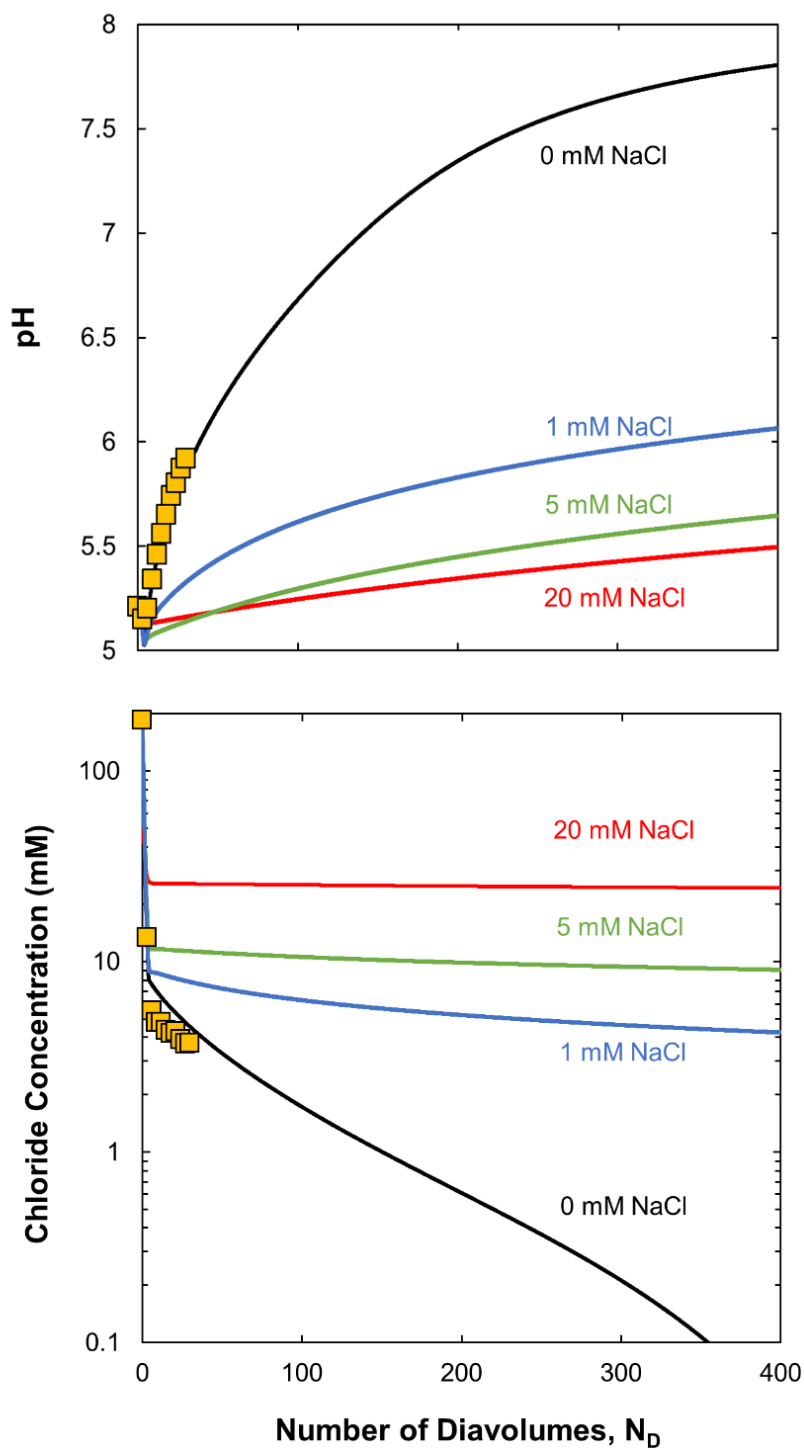 8
7.5
7
6.5
6
5.5
5
pH
0 mM NaCl
1 mM NaCl
5 mM NaCl
20 mM NaCl
100
10
1
0.1
Chloride Concentration (mM)
20 mM NaCl
5 mM NaCl
1 mM NaCl
0 mM NaCl
0 100 200 300 400
Number of Diavolumes, N_D